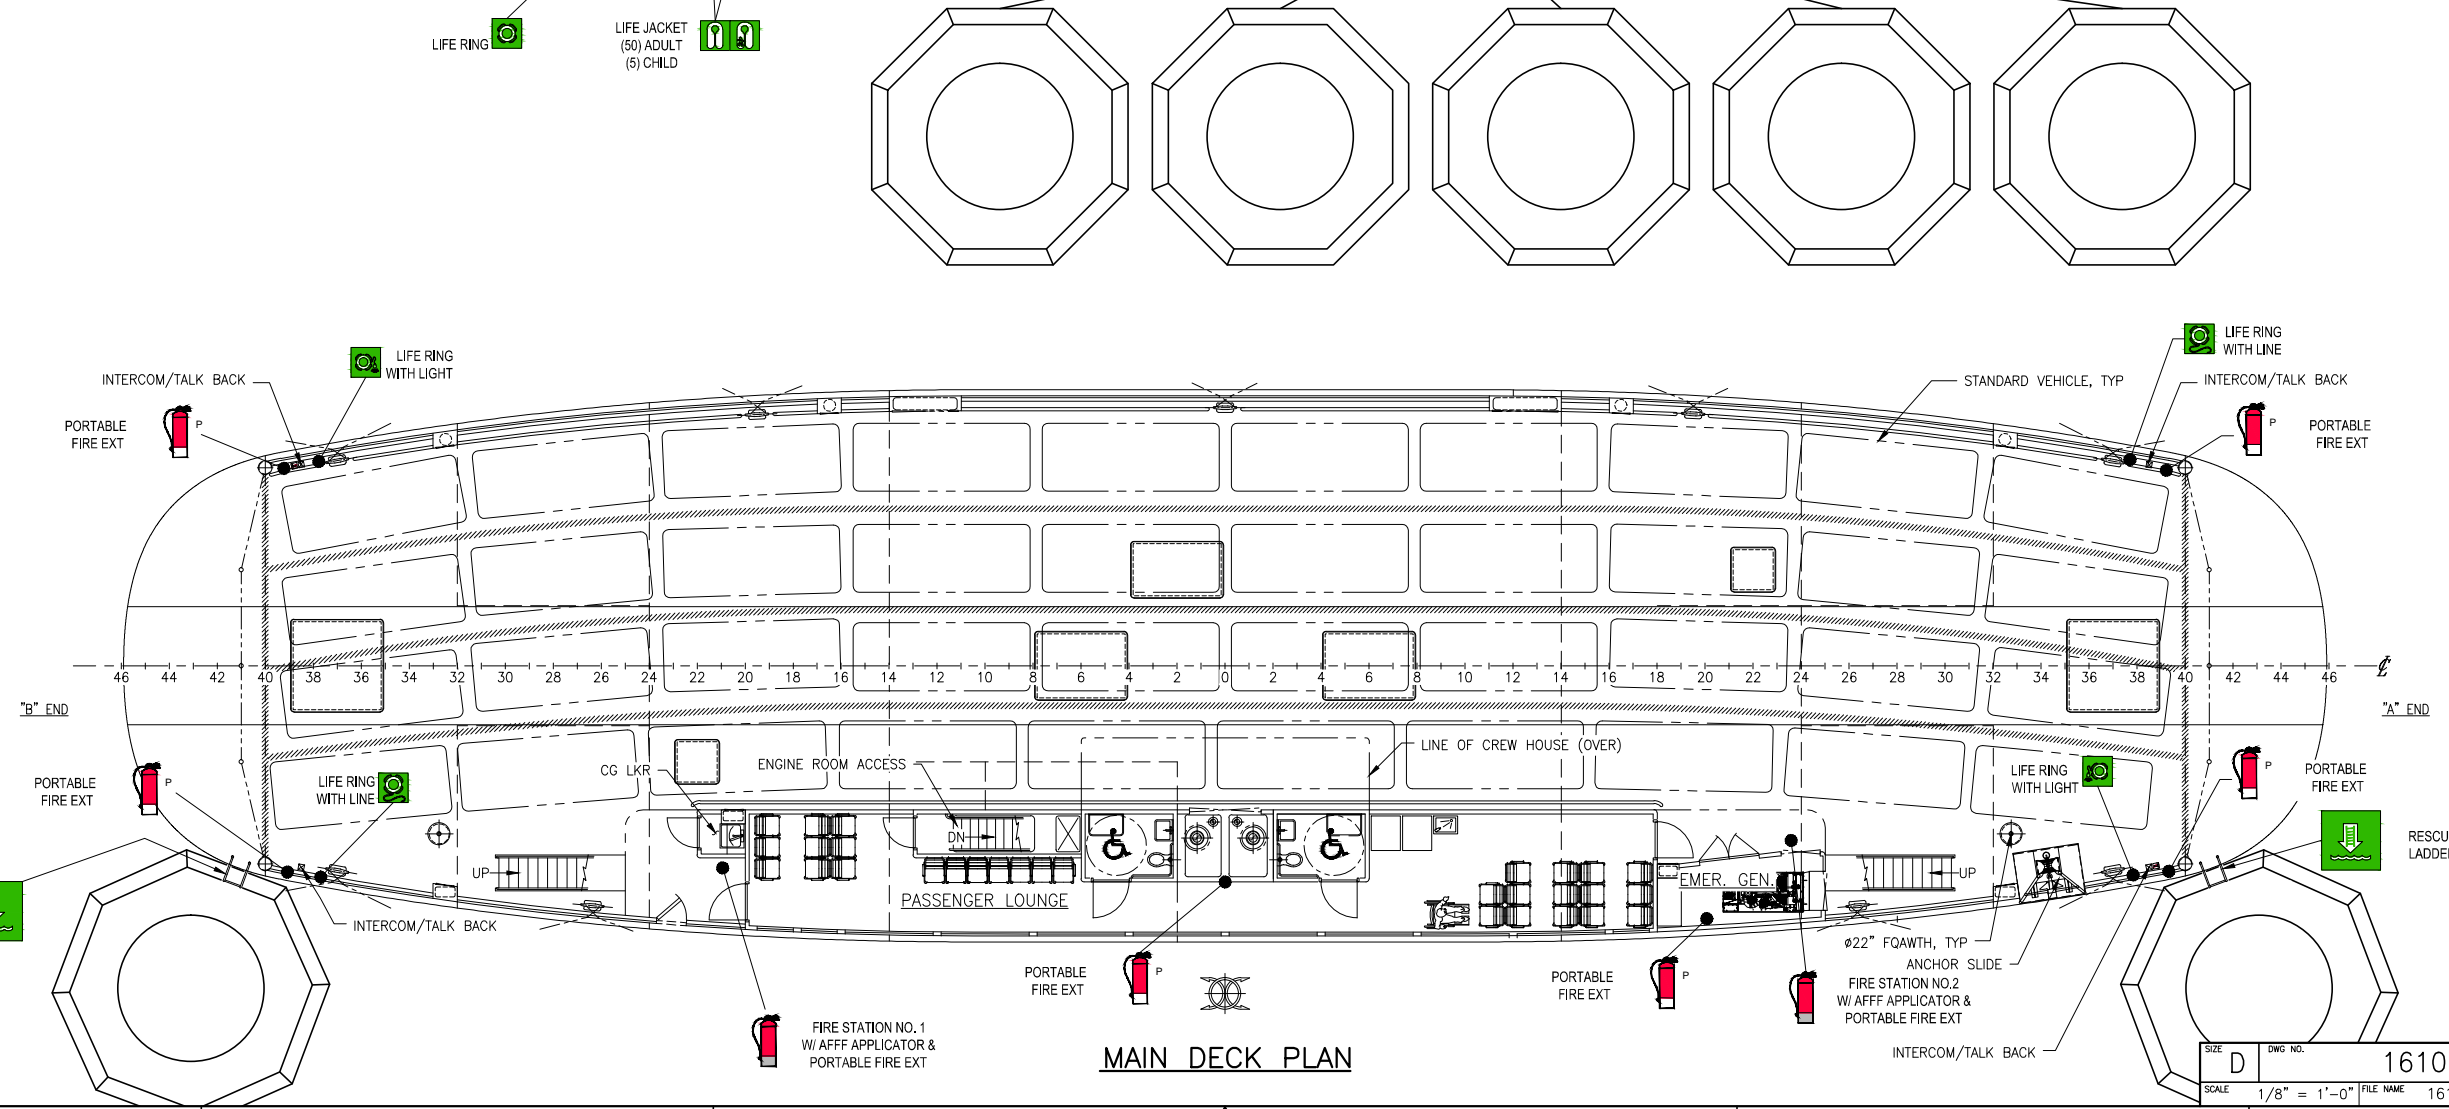 LIFE RING
LIFE JACKET
(50) ADULT
(5) CHILD
LIFE RING
WITH LIGHT
INTERCOM/TALK BACK
PORTABLE
FIRE EXT
P
LIFE RING
WITH LINE
STANDARD VEHICLE, TYP
INTERCOM/TALK BACK
P
PORTABLE
FIRE EXT
46 44 42 40 38 36 34 32 30 28 26 24 22 20 18 16 14 12 10 8 6 4 2 0 2 4 6 8 10 12 14 16 18 20 22 24 26 28 30 32 34 36 38 40 42 44 46
"B" END
"A" END
PORTABLE
FIRE EXT
P
LIFE RING
WITH LINE
CG LKR
ENGINE ROOM ACCESS
LINE OF CREW HOUSE (OVER)
LIFE RING
WITH LIGHT
P
PORTABLE
FIRE EXT
RESCU
LADDE
DN
UP
PASSENGER LOUNGE
EMER. GEN.
UP
INTERCOM/TALK BACK
ø22" FQAWTH, TYP
ANCHOR SLIDE
PORTABLE
FIRE EXT
P
PORTABLE
FIRE EXT
P
FIRE STATION NO.2
W/ AFFF APPLICATOR &
PORTABLE FIRE EXT
FIRE STATION NO. 1
W/ AFFF APPLICATOR &
PORTABLE FIRE EXT
INTERCOM/TALK BACK
MAIN DECK PLAN
SIZE
D
DWG NO.
1610
SCALE
1/8" = 1'-0"
FILE NAME
161